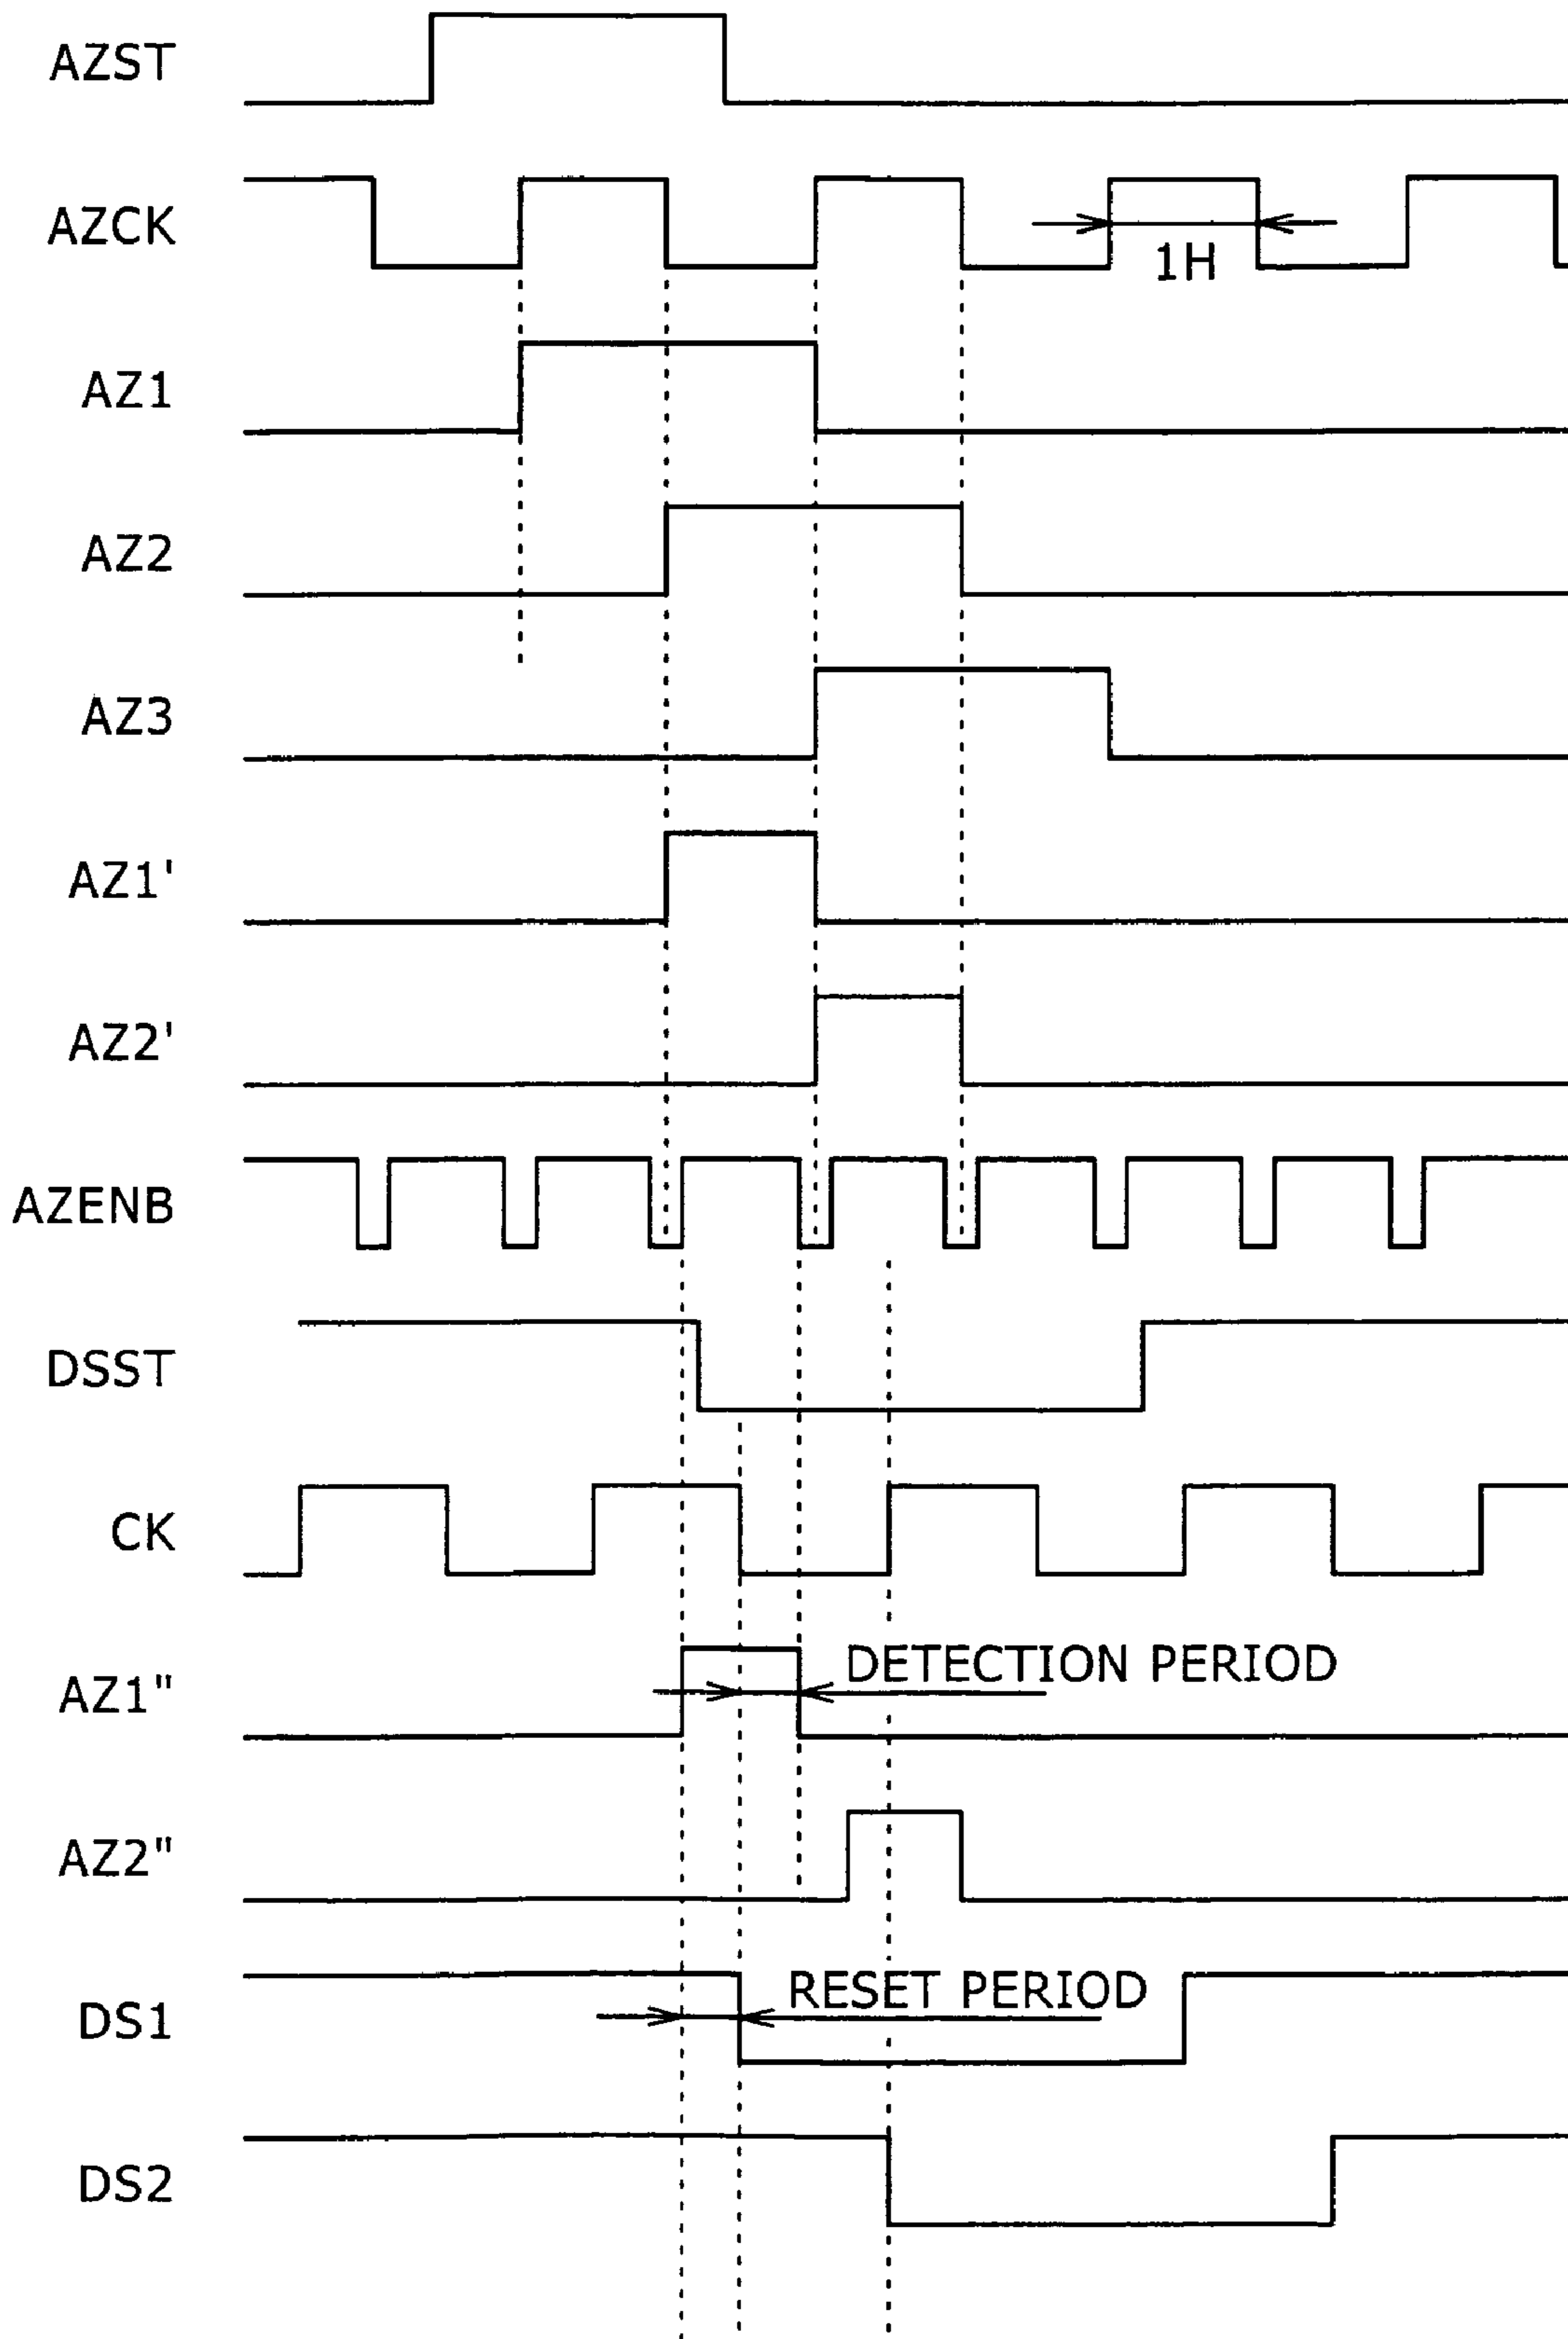 AZST
AZCK
1H
AZ1
AZ2
AZ3
AZ1'
AZ2'
AZENB
DSST
CK
AZ1"
DETECTION PERIOD
AZ2"
DS1
RESET PERIOD
DS2